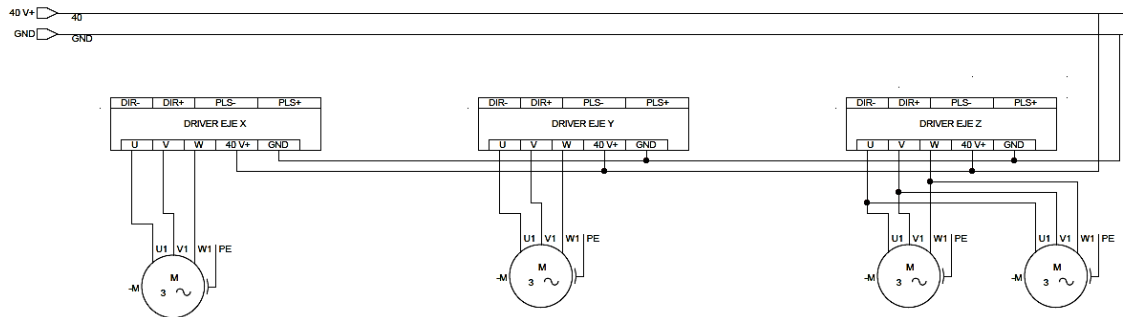 40 V+ 40
GND GND
DIR- DIR+ PLS- PLS+ DIR- DIR+ PLS- PLS+ DIR- DIR+ PLS- PLS+
DRIVER EJE X DRIVER EJE Y DRIVER EJE Z
U V W 40 V+ GND U V W 40 V+ GND U V W 40 V+ GND
U1 V1 W1 PE U1 V1 W1 PE U1 V1 W1 PE U1 V1 W1 PE
-M M 3 -M M 3 -M M 3 -M M 3